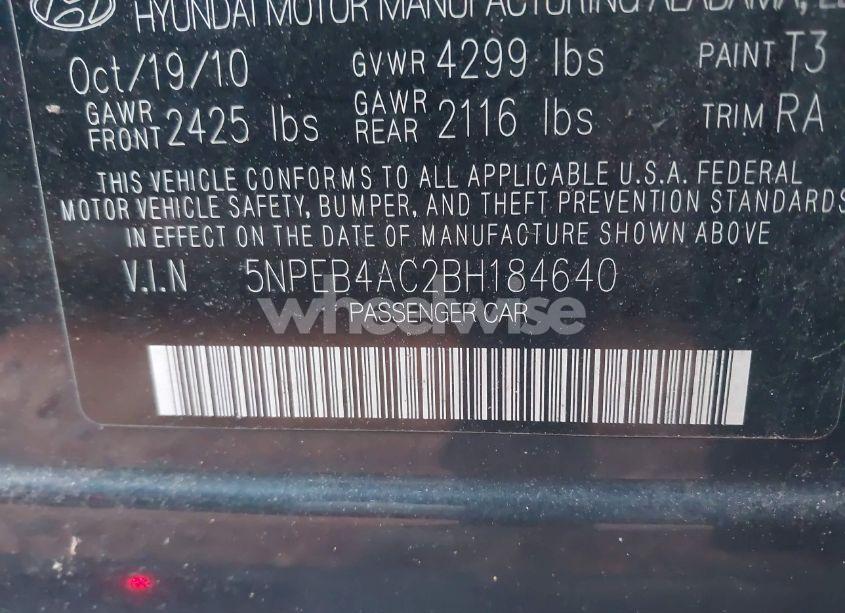 HYUNDAI MOTOR MANUFACTURING ALABAMA, LL
Oct/19/10 GVWR 4299 lbs PAINT T3
GAWR FRONT 2425 lbs GAWR REAR 2116 lbs TRIM RA
THIS VEHICLE CONFORMS TO ALL APPLICABLE U.S.A. FEDERAL
MOTOR VEHICLE SAFETY, BUMPER, AND THEFT PREVENTION STANDARDS
IN EFFECT ON THE DATE OF MANUFACTURE SHOWN ABOVE
V.I.N 5NPEB4AC2BH184640
wheelwise
PASSENGER CAR